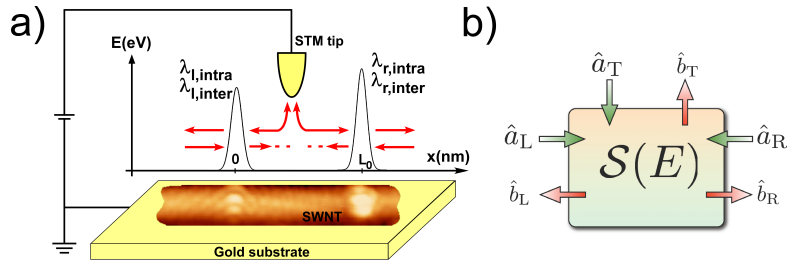 a)
E(eV)
STM tip
λl,intra
λl,inter
λr,intra
λr,inter
0
L0
x(nm)
SWNT
Gold substrate
b)
âT
b̂T
âL
S(E)
âR
b̂L
b̂R